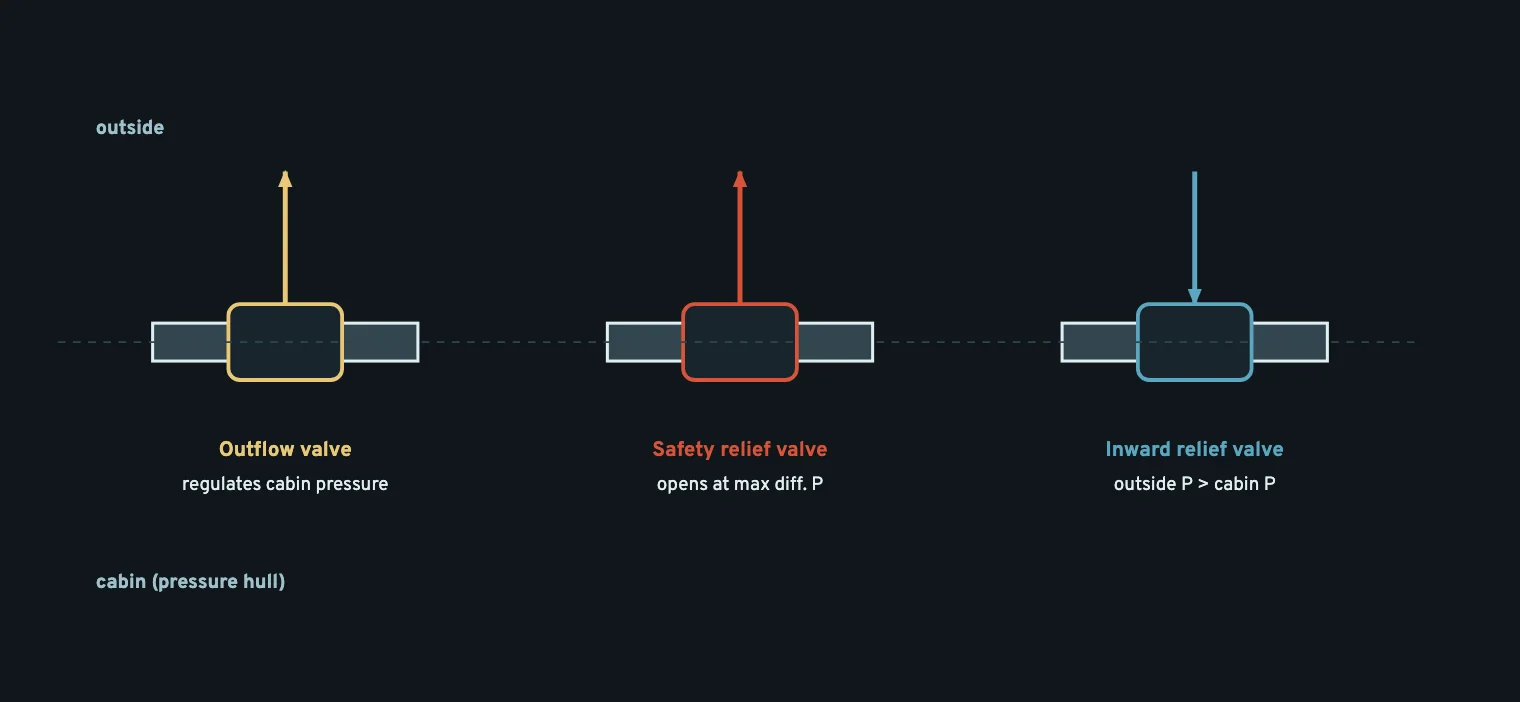 outside
Outflow valve
regulates cabin pressure
Safety relief valve
opens at max diff. P
Inward relief valve
outside P > cabin P
cabin (pressure hull)